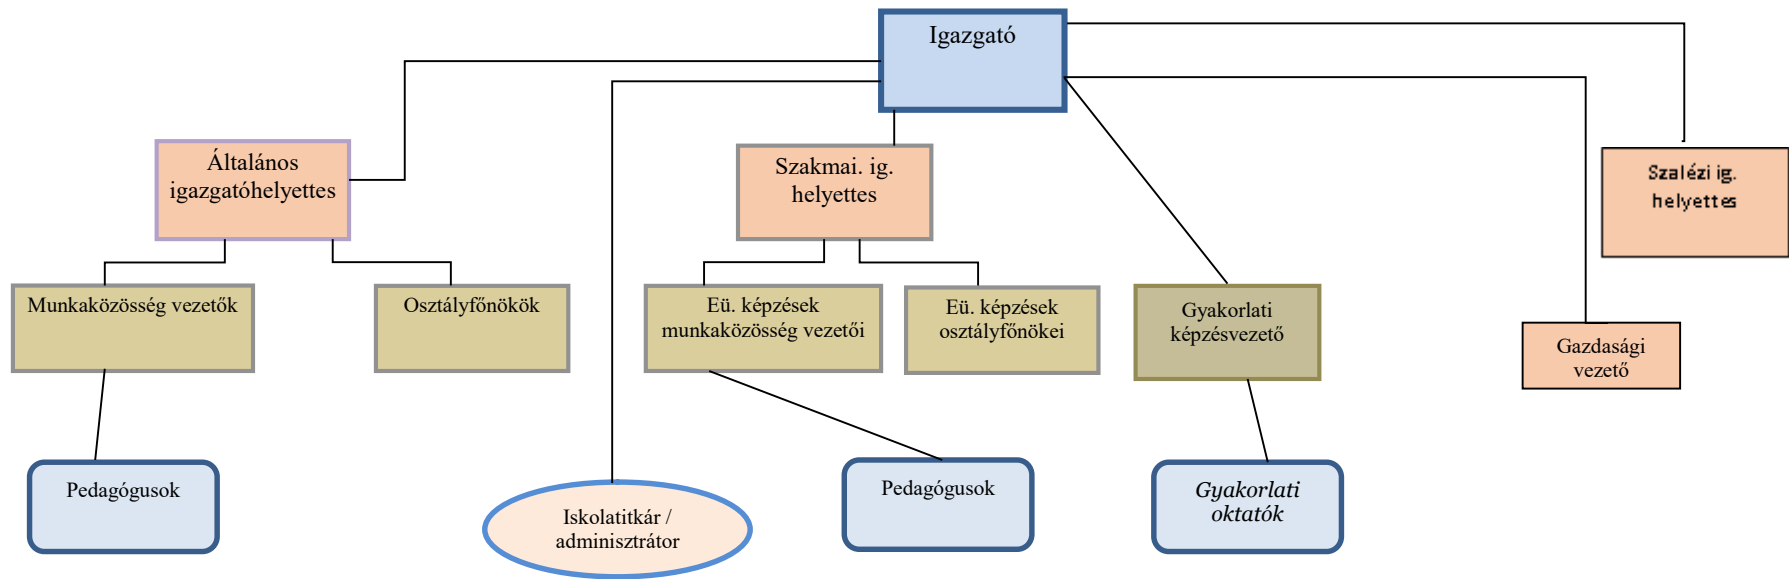 Igazgató
Általános
igazgatóhelyettes
Szakmai. ig.
helyettes
Szalézi ig.
helyettes
Munkaközösség vezetők
Osztályfőnökök
Eü. képzések
munkaközösség vezetői
Eü. képzések
osztályfőnökei
Gyakorlati
képzésvezető
Gazdasági
vezető
Pedagógusok
Iskolatitkár /
adminisztrátor
Pedagógusok
Gyakorlati
oktatók